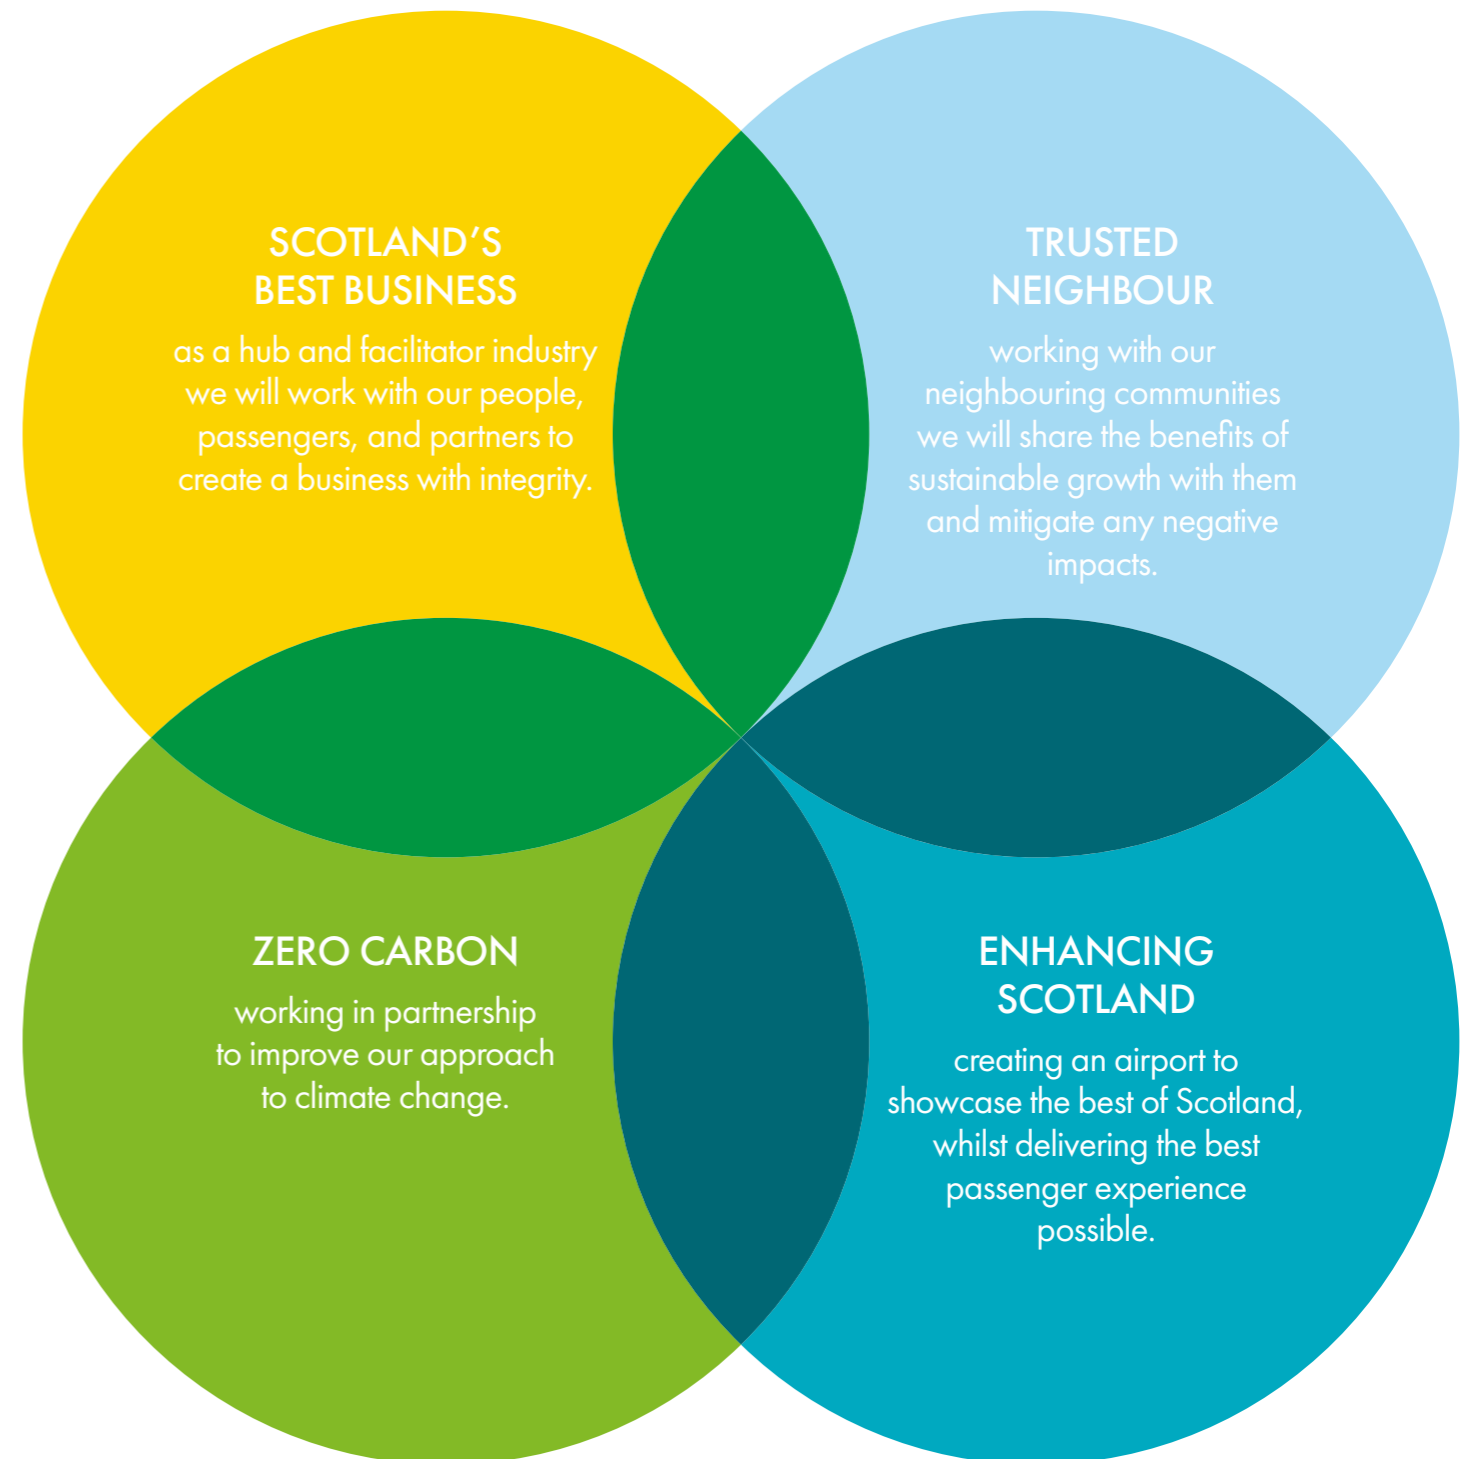 SCOTLAND’S
BEST BUSINESS
as a hub and facilitator industry
we will work with our people,
passengers, and partners to
create a business with integrity.
TRUSTED
NEIGHBOUR
working with our
neighbouring communities
we will share the benefits of
sustainable growth with them
and mitigate any negative
impacts.
ZERO CARBON
working in partnership
to improve our approach
to climate change.
ENHANCING
SCOTLAND
creating an airport to
showcase the best of Scotland,
whilst delivering the best
passenger experience
possible.